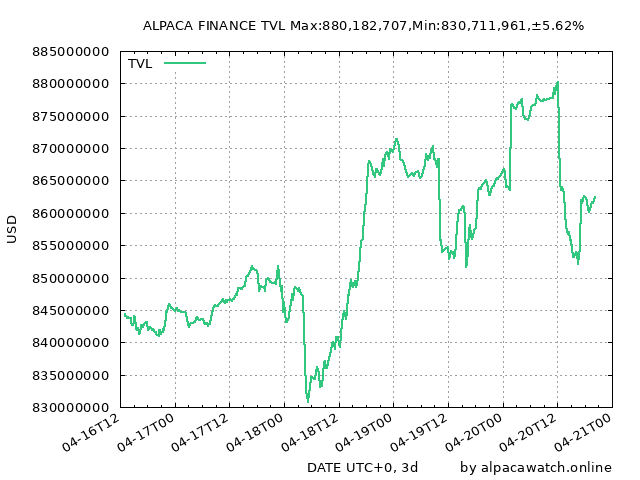 ALPACA FINANCE TVL Max:880,182,707,Min:830,711,961,±5.62%
TVL
885000000
880000000
875000000
870000000
865000000
860000000
855000000
850000000
845000000
840000000
835000000
830000000
USD
04-16T12
04-17T00
04-17T12
04-18T00
04-18T12
04-19T00
04-19T12
04-20T00
04-20T12
04-21T00
DATE UTC+0, 3d
by alpacawatch.online